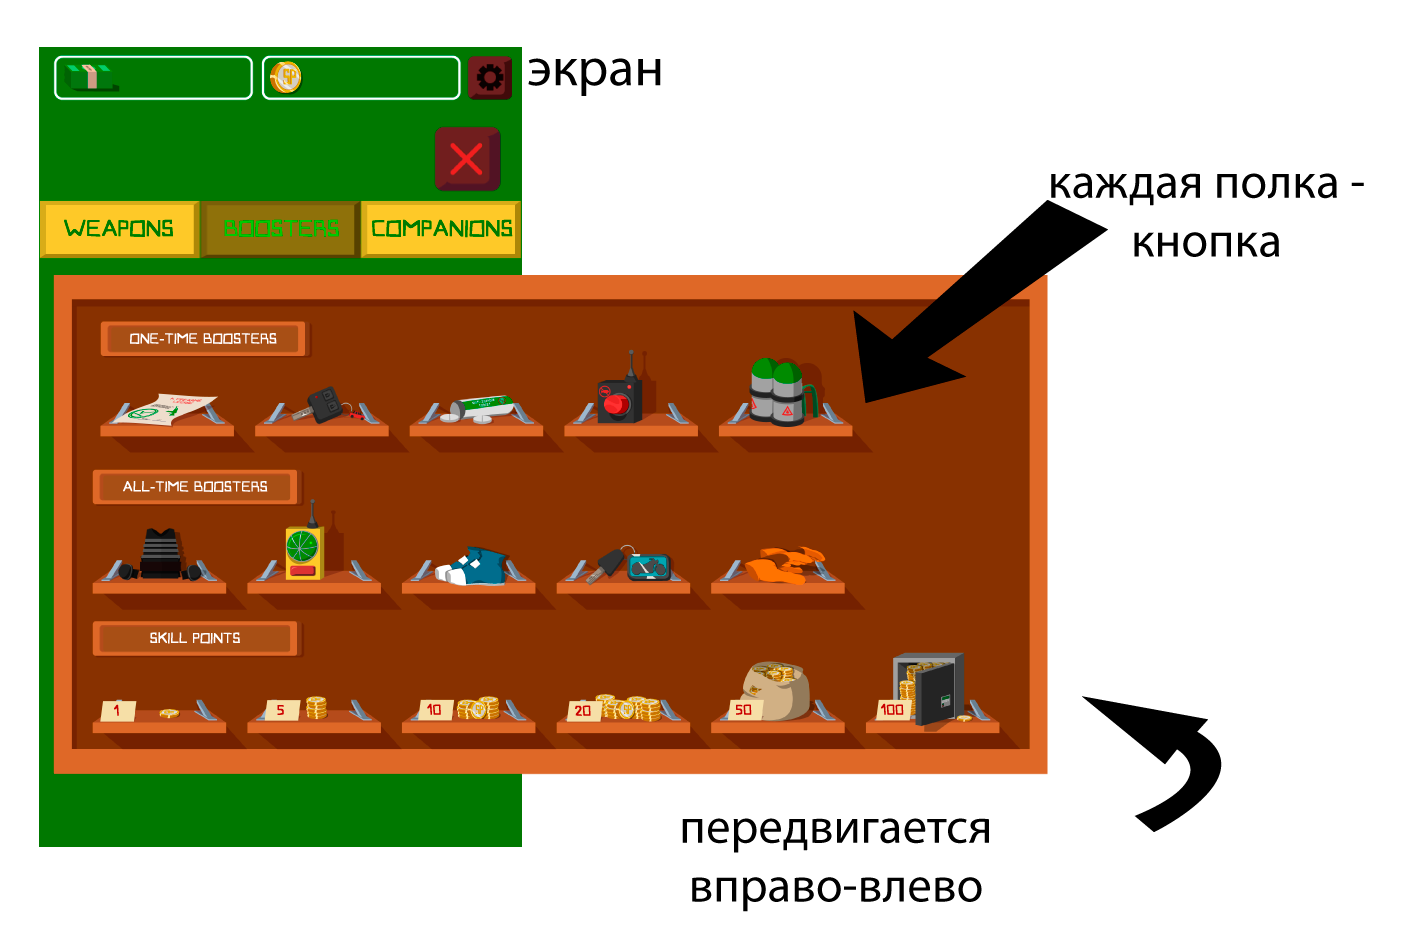 экран
каждая полка -
кнопка
WEAPONS
BOOSTERS
COMPANIONS
ONE-TIME BOOSTERS
ALL-TIME BOOSTERS
SKILL POINTS
1
5
10
20
50
100
передвигается
вправо-влево